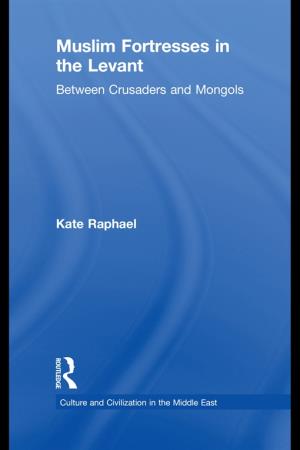 Muslim Fortresses in
the Levant
Between Crusaders and Mongols
Kate Raphael
ROUTLEDGE
Culture and Civilization in the Middle East